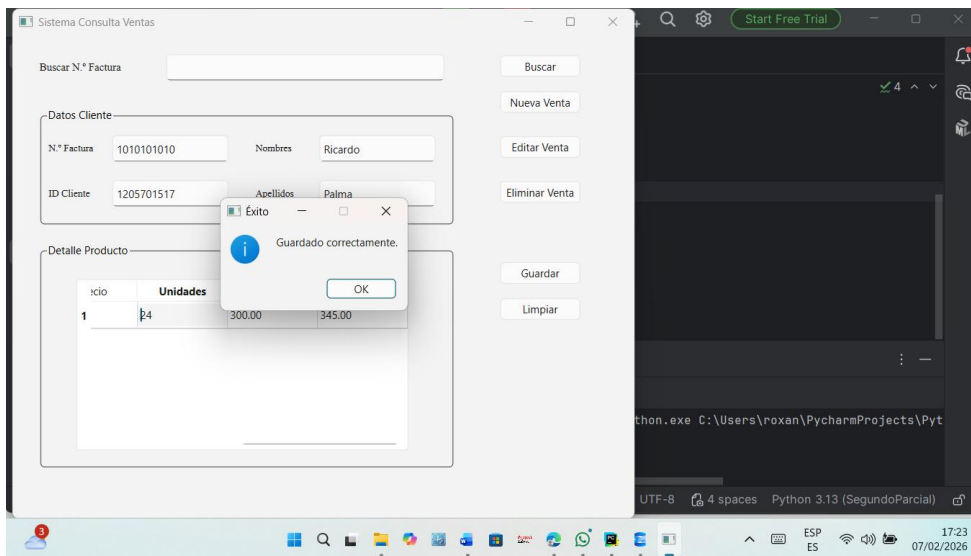 Sistema Consulta Ventas
Start Free Trial
Buscar N.º Factura
Buscar
Nueva Venta
4
Datos Cliente
N.º Factura 1010101010 Nombres Ricardo
Editar Venta
ID Cliente 1205701517 Apellidos Palma
Eliminar Venta
Éxito
Guardado correctamente.
OK
Detalle Producto
ecio Unidades
1 24 300.00 345.00
Guardar
Limpiar
thon.exe C:\Users\roxan\PycharmProjects\Pyt
UTF-8 4 spaces Python 3.13 (SegundoParcial)
3
ESP
ES
17:23
07/02/2026